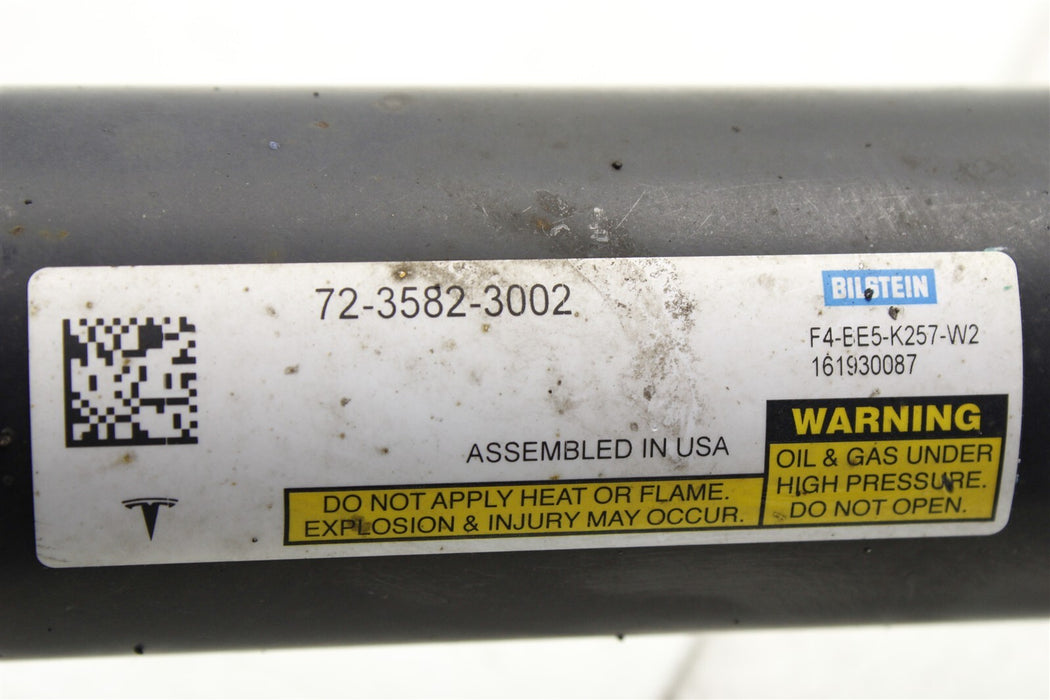 72-3582-3002
BILSTEIN
F4-BE5-K257-W2
161930087
ASSEMBLED IN USA
WARNING
OIL & GAS UNDER
HIGH PRESSURE.
DO NOT OPEN.
DO NOT APPLY HEAT OR FLAME.
EXPLOSION & INJURY MAY OCCUR.